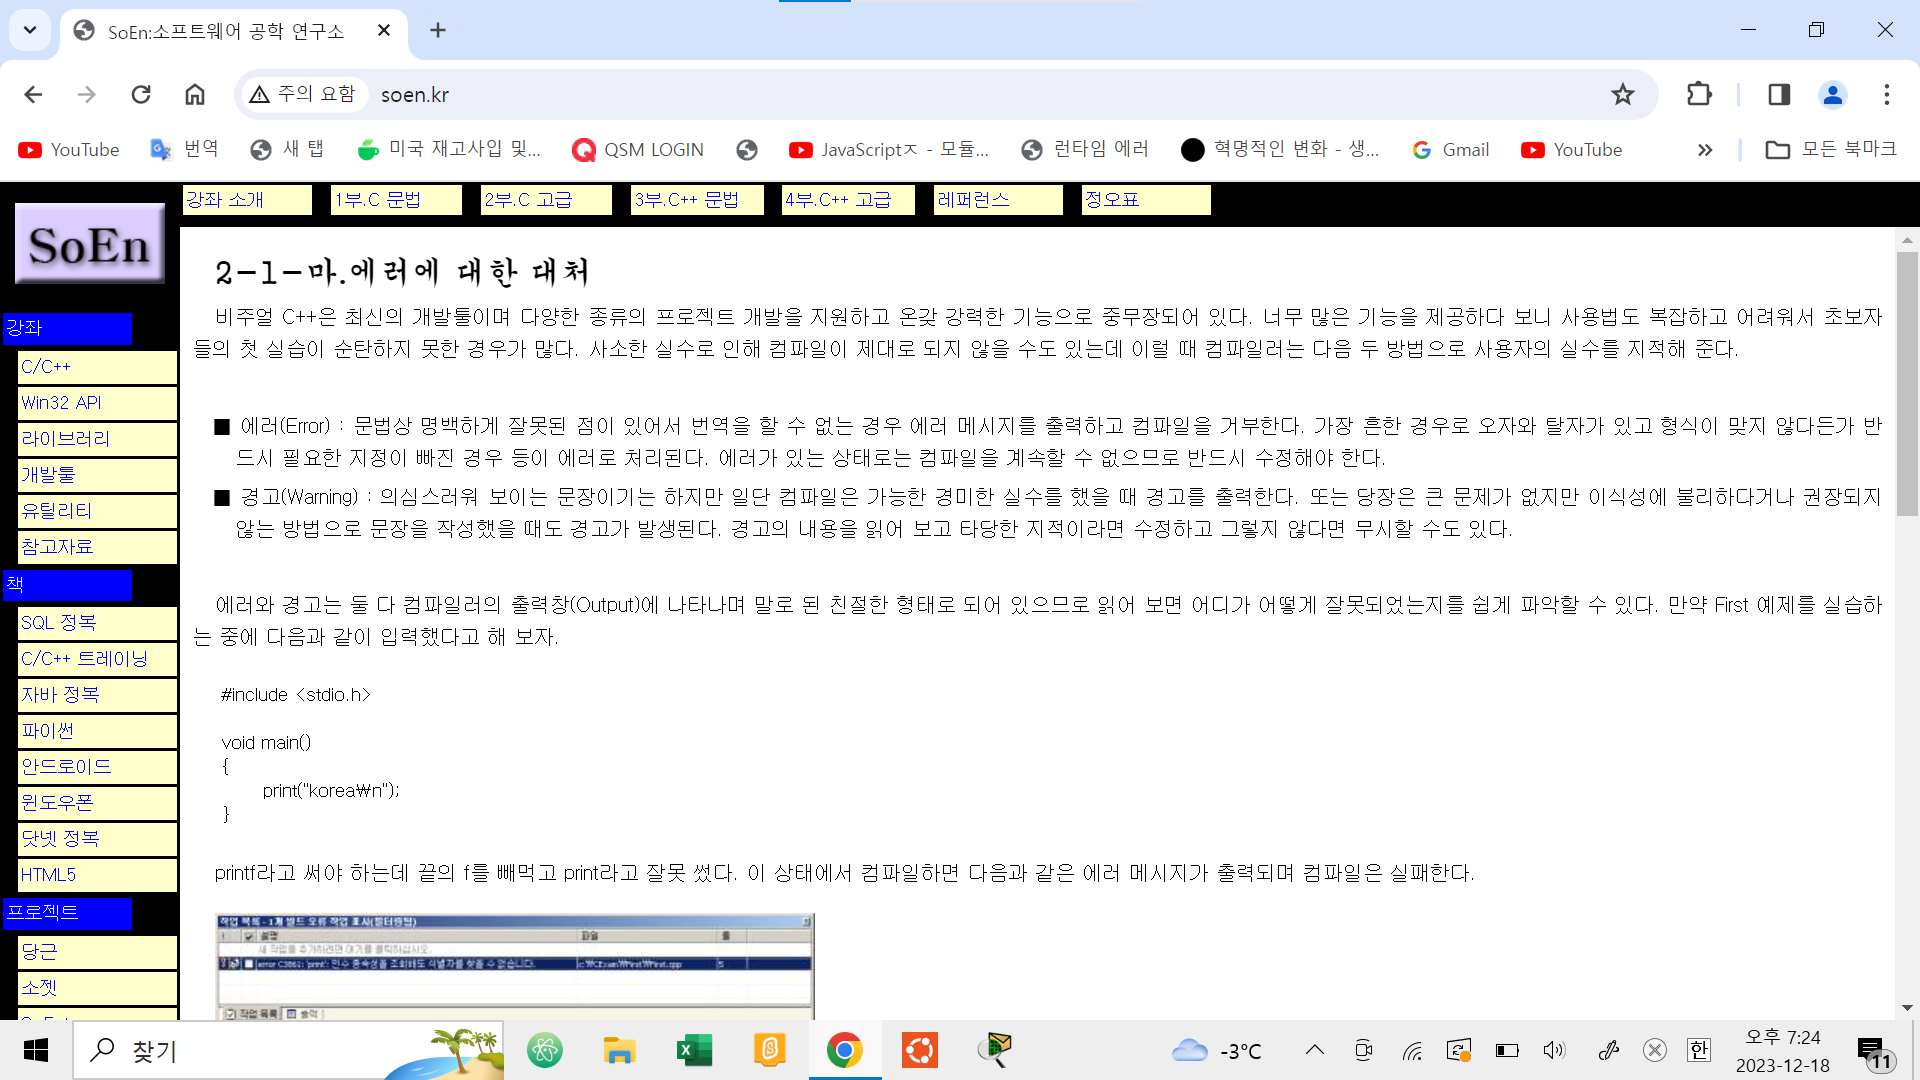 SoEn:소프트웨어 공학 연구소
주의 요함
soen.kr
YouTube
번역
새 탭
미국 재고사입 및...
QSM LOGIN
JavaScriptㅈ - 모듈...
런타임 에러
혁명적인 변화 - 생...
Gmail
YouTube
모든 북마크
강좌 소개
1부.C 문법
2부.C 고급
3부.C++ 문법
4부.C++ 고급
레퍼런스
정오표
SoEn
강좌
C/C++
Win32 API
라이브러리
개발툴
유틸리티
참고자료
책
SQL 정복
C/C++ 트레이닝
자바 정복
파이썬
안드로이드
윈도우폰
닷넷 정복
HTML5
프로젝트
당근
소젯
2-1-마.에러에 대한 대처
비주얼 C++은 최신의 개발툴이며 다양한 종류의 프로젝트 개발을 지원하고 온갖 강력한 기능으로 중무장되어 있다. 너무 많은 기능을 제공하다 보니 사용법도 복잡하고 어려워서 초보자
들의 첫 실습이 순탄하지 못한 경우가 많다. 사소한 실수로 인해 컴파일이 제대로 되지 않을 수도 있는데 이럴 때 컴파일러는 다음 두 방법으로 사용자의 실수를 지적해 준다.
■ 에러(Error) : 문법상 명백하게 잘못된 점이 있어서 번역을 할 수 없는 경우 에러 메시지를 출력하고 컴파일을 거부한다. 가장 흔한 경우로 오자와 탈자가 있고 형식이 맞지 않다든가 반
드시 필요한 지정이 빠진 경우 등이 에러로 처리된다. 에러가 있는 상태로는 컴파일을 계속할 수 없으므로 반드시 수정해야 한다.
■ 경고(Warning) : 의심스러워 보이는 문장이기는 하지만 일단 컴파일은 가능한 경미한 실수를 했을 때 경고를 출력한다. 또는 당장은 큰 문제가 없지만 이식성에 불리하다거나 권장되지
않는 방법으로 문장을 작성했을 때도 경고가 발생된다. 경고의 내용을 읽어 보고 타당한 지적이라면 수정하고 그렇지 않다면 무시할 수도 있다.
에러와 경고는 둘 다 컴파일러의 출력창(Output)에 나타나며 말로 된 친절한 형태로 되어 있으므로 읽어 보면 어디가 어떻게 잘못되었는지를 쉽게 파악할 수 있다. 만약 First 예제를 실습하
는 중에 다음과 같이 입력했다고 해 보자.
#include <stdio.h>
void main()
{
print("korea₩n");
}
printf라고 써야 하는데 끝의 f를 빼먹고 print라고 잘못 썼다. 이 상태에서 컴파일하면 다음과 같은 에러 메시지가 출력되며 컴파일은 실패한다.
작업 목록 - 1개 빌드 오류 작업 표시(필터링됨)
! 설명 파일 줄
새 작업을 추가하려면 여기를 클릭하십시오.
error C3861: 'print': 인수 종속성을 조회해도 식별자를 찾을 수 없습니다. c:₩CExam₩First₩First.cpp 5
작업 목록 출력
찾기
-3°C
한
오후 7:24
2023-12-18
11